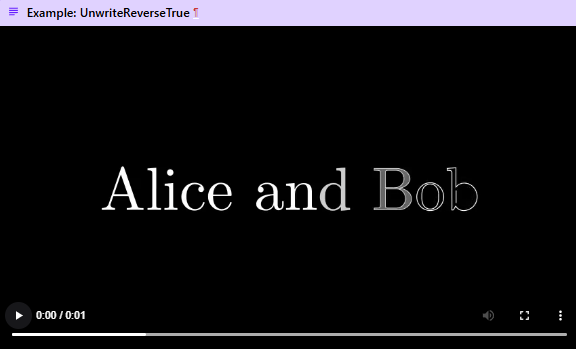 Example: UnwriteReverseTrue ¶
Alice and Bob
0:00 / 0:01